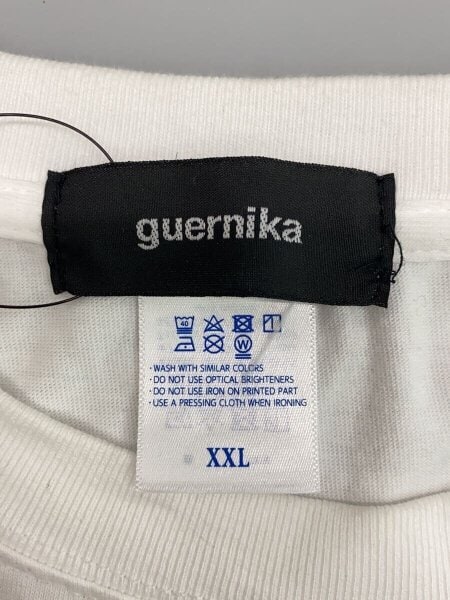 guernika
40
W
· WASH WITH SIMILAR COLORS
· DO NOT USE OPTICAL BRIGHTENERS
· DO NOT USE IRON ON PRINTED PART
· USE A PRESSING CLOTH WHEN IRONING
XXL